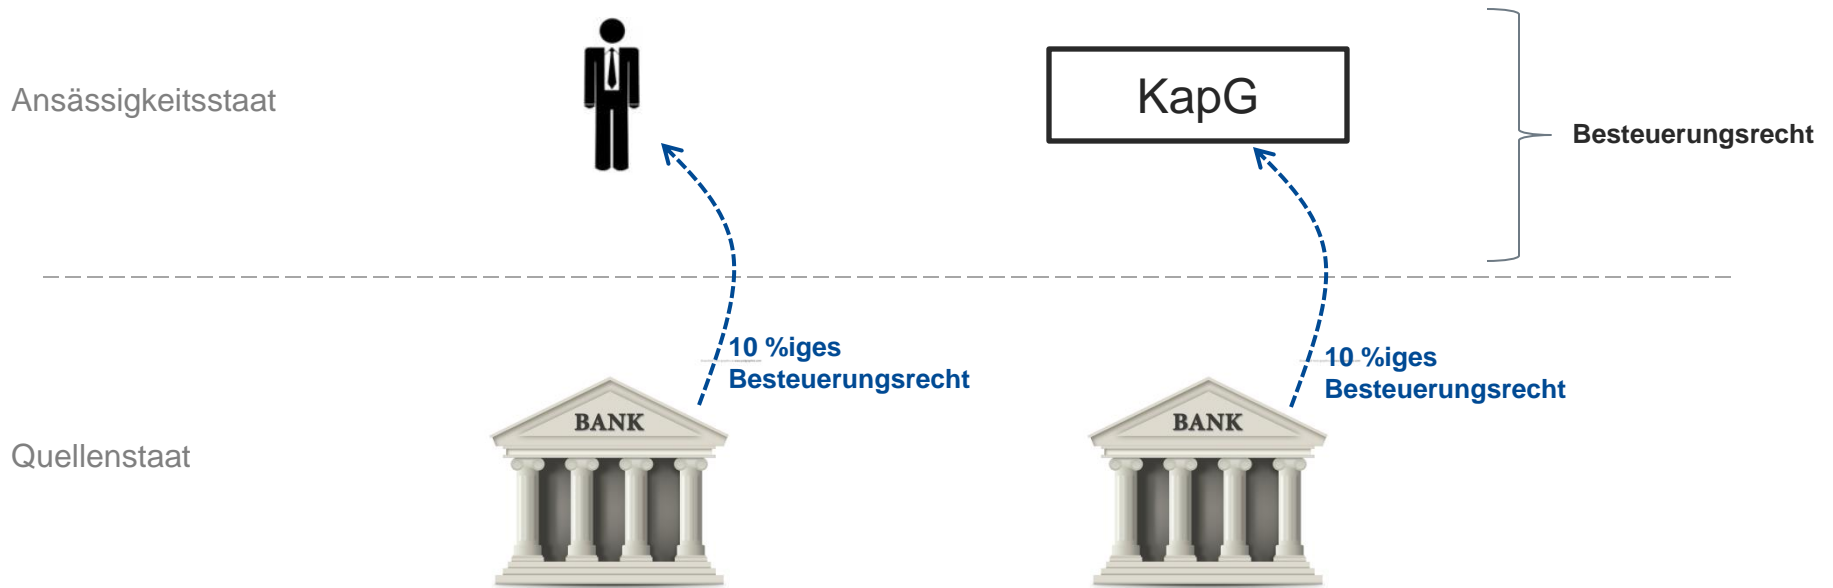 Ansässigkeitsstaat
KapG
Besteuerungsrecht
10 %iges
Besteuerungsrecht
10 %iges
Besteuerungsrecht
BANK
BANK
Quellenstaat